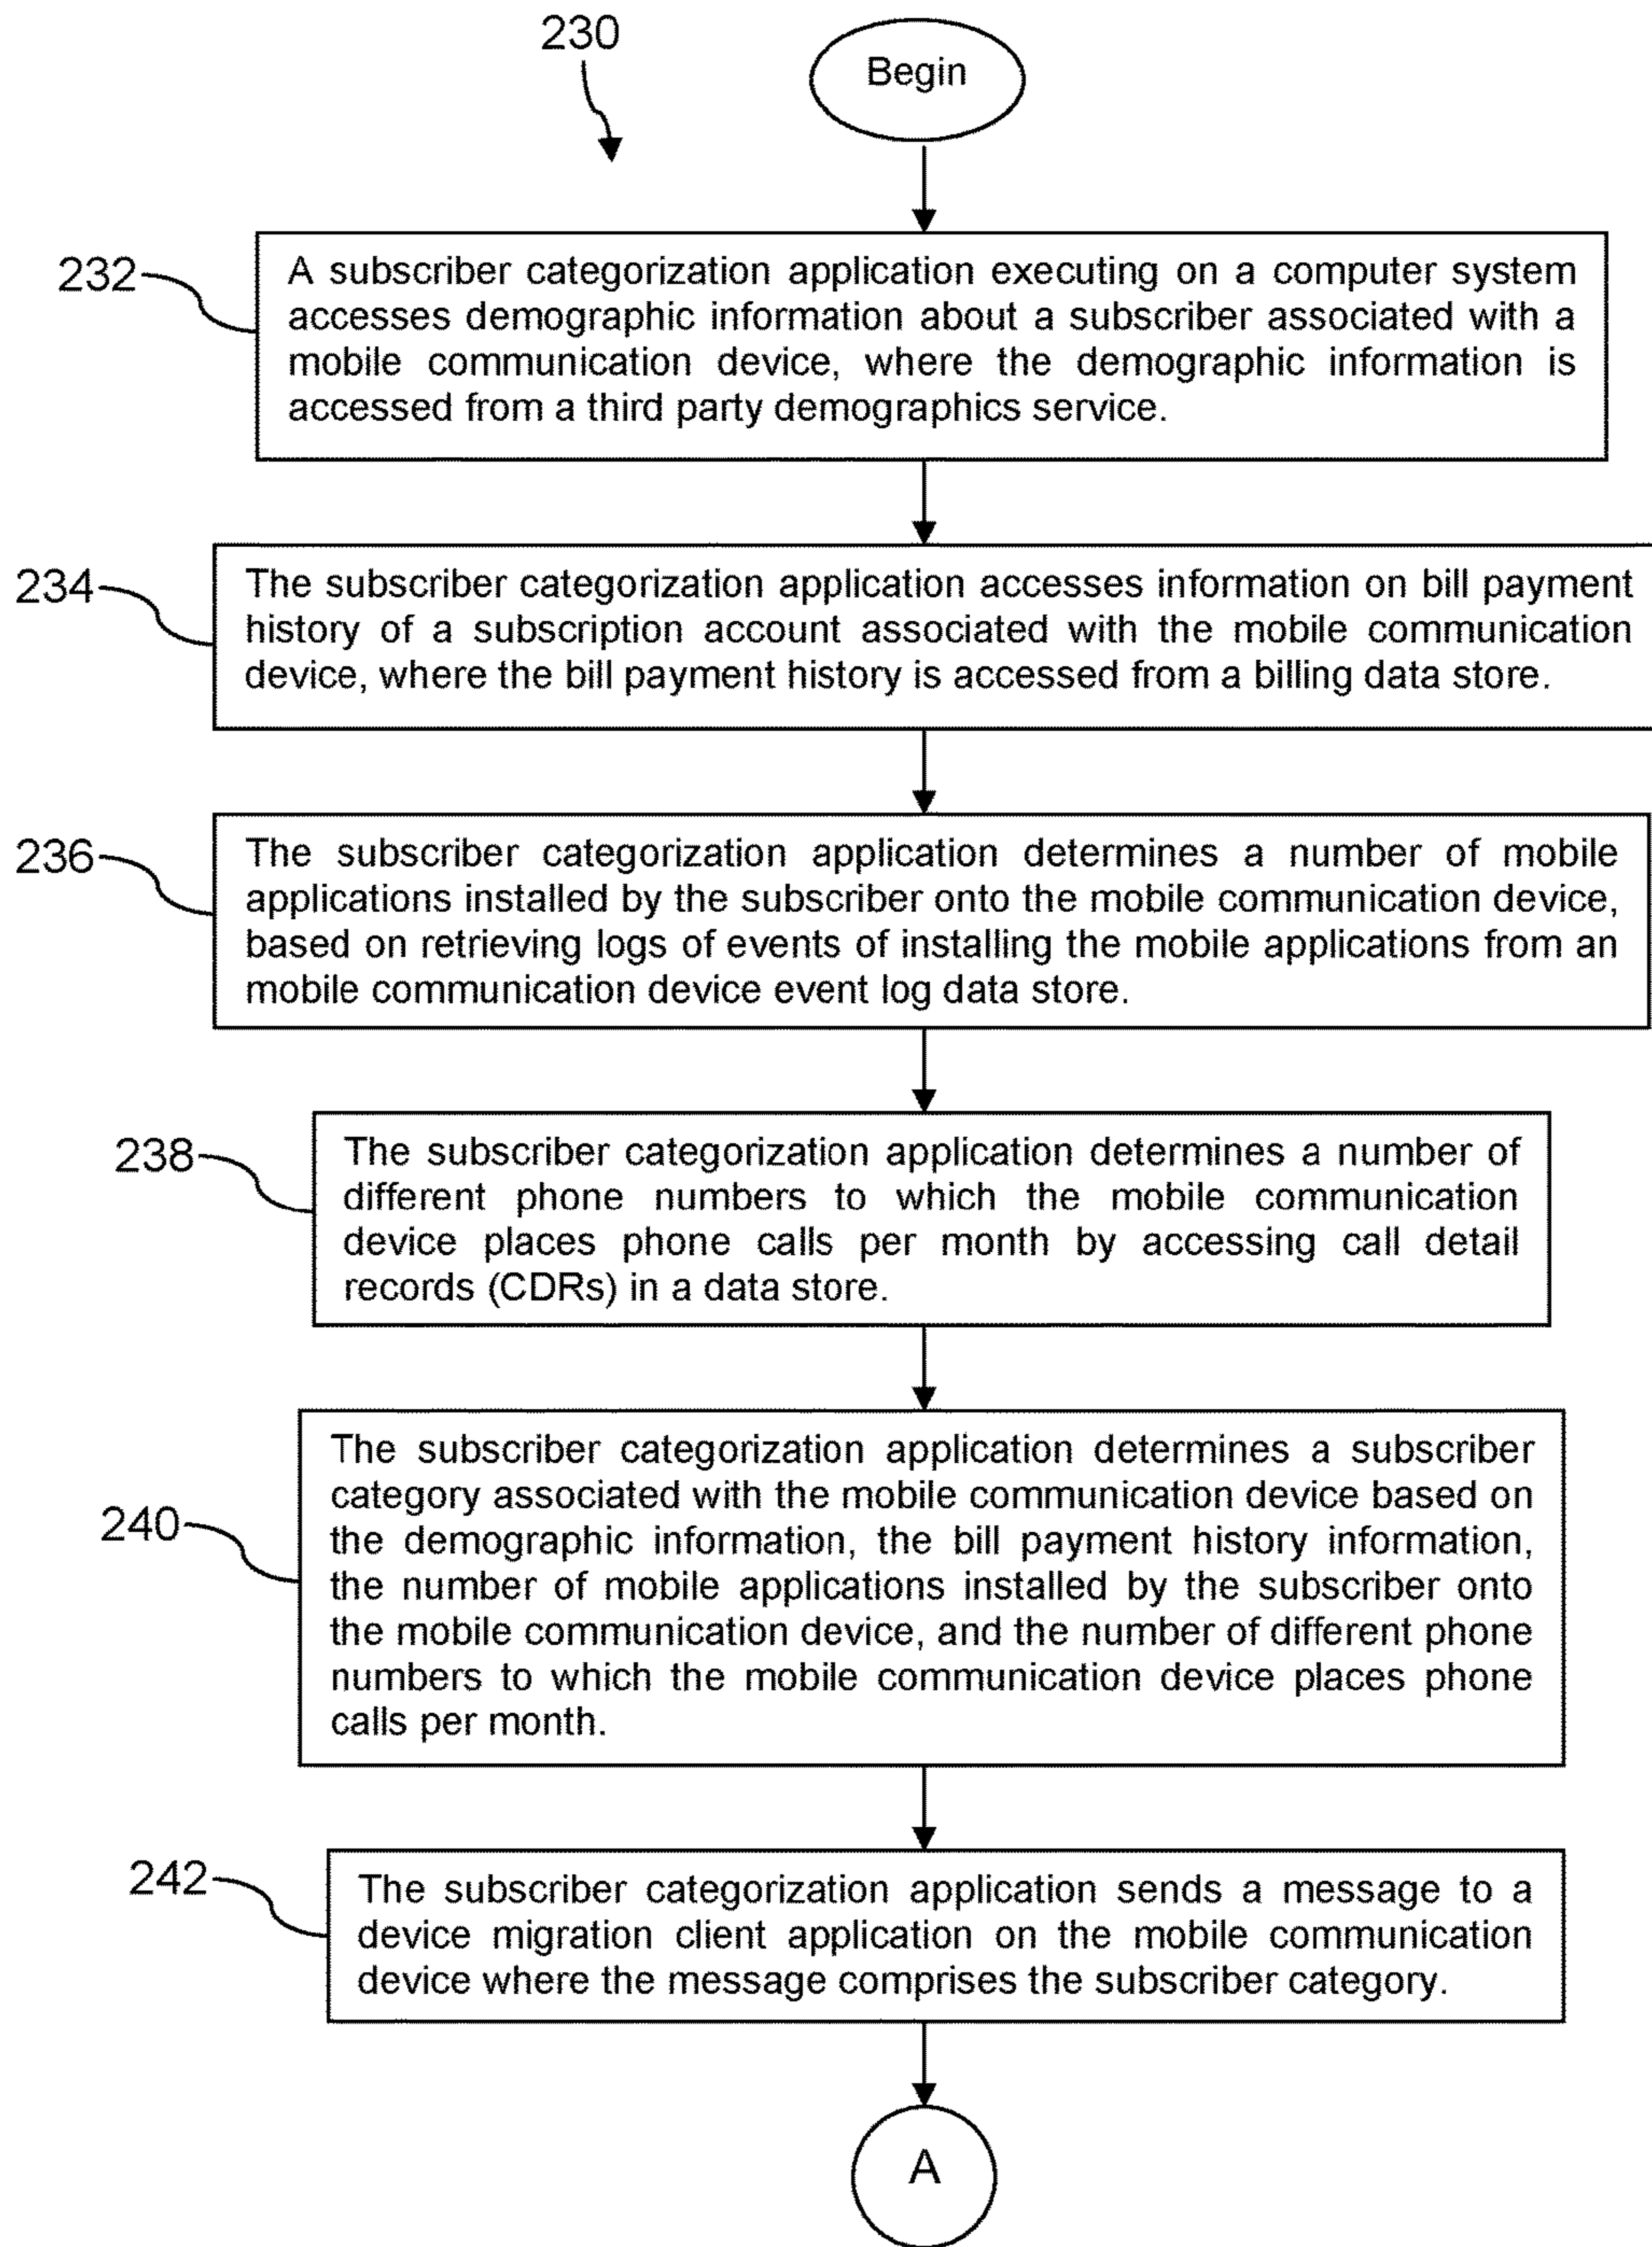 230
Begin
232
A subscriber categorization application executing on a computer system
accesses demographic information about a subscriber associated with a
mobile communication device, where the demographic information is
accessed from a third party demographics service.
234
The subscriber categorization application accesses information on bill payment
history of a subscription account associated with the mobile communication
device, where the bill payment history is accessed from a billing data store.
236
The subscriber categorization application determines a number of mobile
applications installed by the subscriber onto the mobile communication device,
based on retrieving logs of events of installing the mobile applications from an
mobile communication device event log data store.
238
The subscriber categorization application determines a number of
different phone numbers to which the mobile communication
device places phone calls per month by accessing call detail
records (CDRs) in a data store.
240
The subscriber categorization application determines a subscriber
category associated with the mobile communication device based on
the demographic information, the bill payment history information,
the number of mobile applications installed by the subscriber onto
the mobile communication device, and the number of different phone
numbers to which the mobile communication device places phone
calls per month.
242
The subscriber categorization application sends a message to a
device migration client application on the mobile communication
device where the message comprises the subscriber category.
A